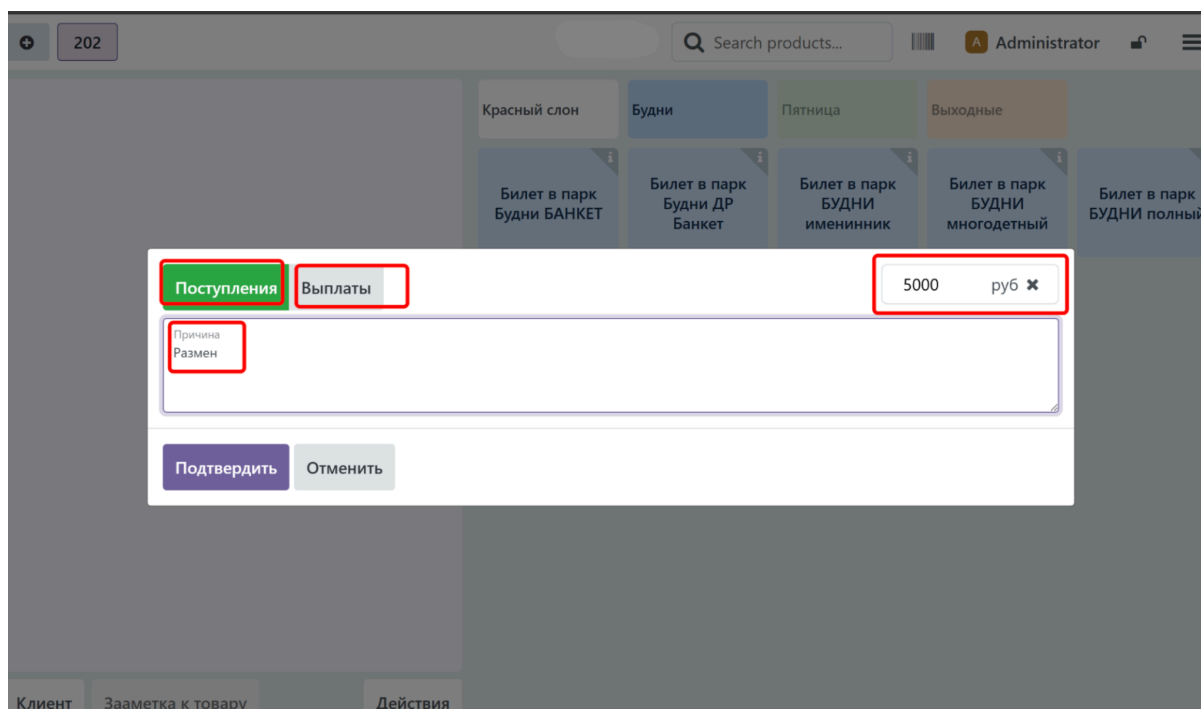 202
Search products...
A Administrator
Красный слон
Будни
Пятница
Выходные
Билет в парк
Будни БАНКЕТ
Билет в парк
Будни ДР
Банкет
Билет в парк
БУДНИ
именинник
Билет в парк
БУДНИ
многодетный
Билет в парк
БУДНИ полный
Поступления
Выплаты
5000 руб
Причина
Размен
Подтвердить
Отменить
Клиент
Зааметка к товару
Действия